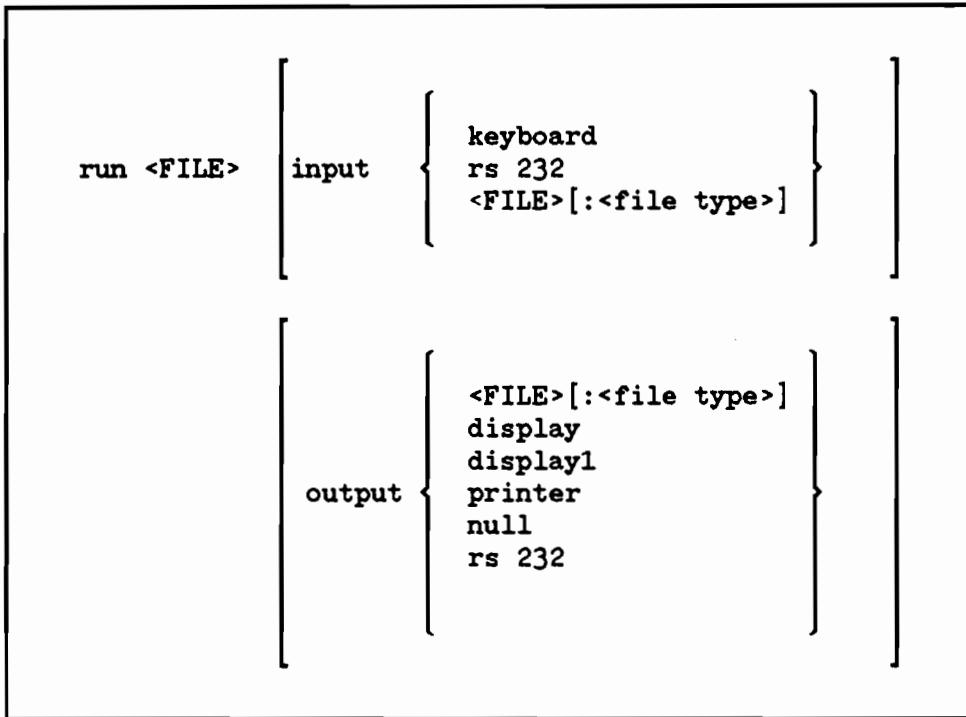 keyboard
run <FILE> input rs 232
<FILE>[:<file type>]
<FILE>[:<file type>]
display
display1
output printer
null
rs 232